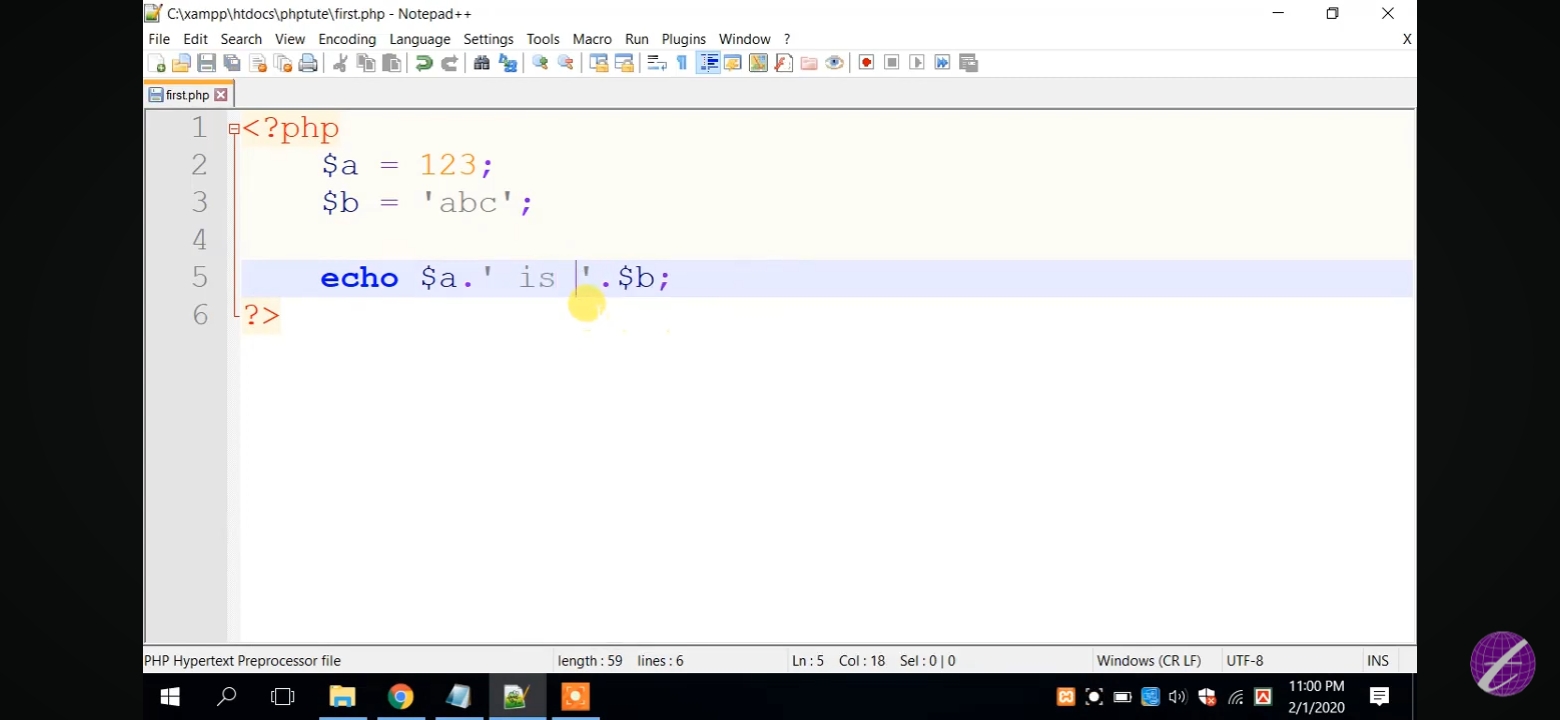 C:\xampp\htdocs\phptute\first.php - Notepad++
File Edit Search View Encoding Language Settings Tools Macro Run Plugins Window ? X
first.php
1 <?php
2 $a = 123;
3 $b = 'abc';
4
5 echo $a.' is '.$b;
6 ?>
PHP Hypertext Preprocessor file length : 59 lines : 6 Ln : 5 Col : 18 Sel : 0 | 0 Windows (CR LF) UTF-8 INS
11:00 PM
2/1/2020